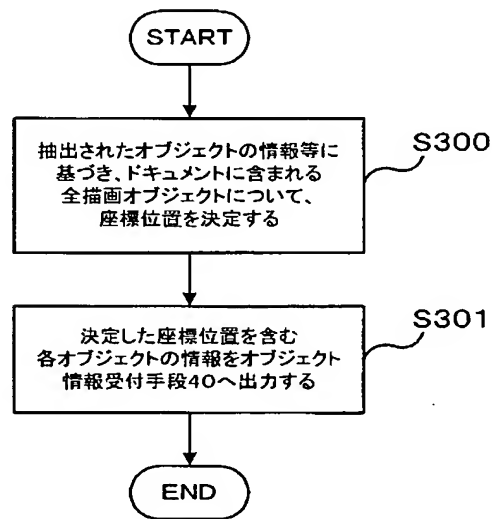 START
抽出されたオブジェクトの情報等に
基づき、ドキュメントに含まれる
全描画オブジェクトについて、
座標位置を決定する
S300
決定した座標位置を含む
各オブジェクトの情報をオブジェクト
情報受付手段40へ出力する
S301
END